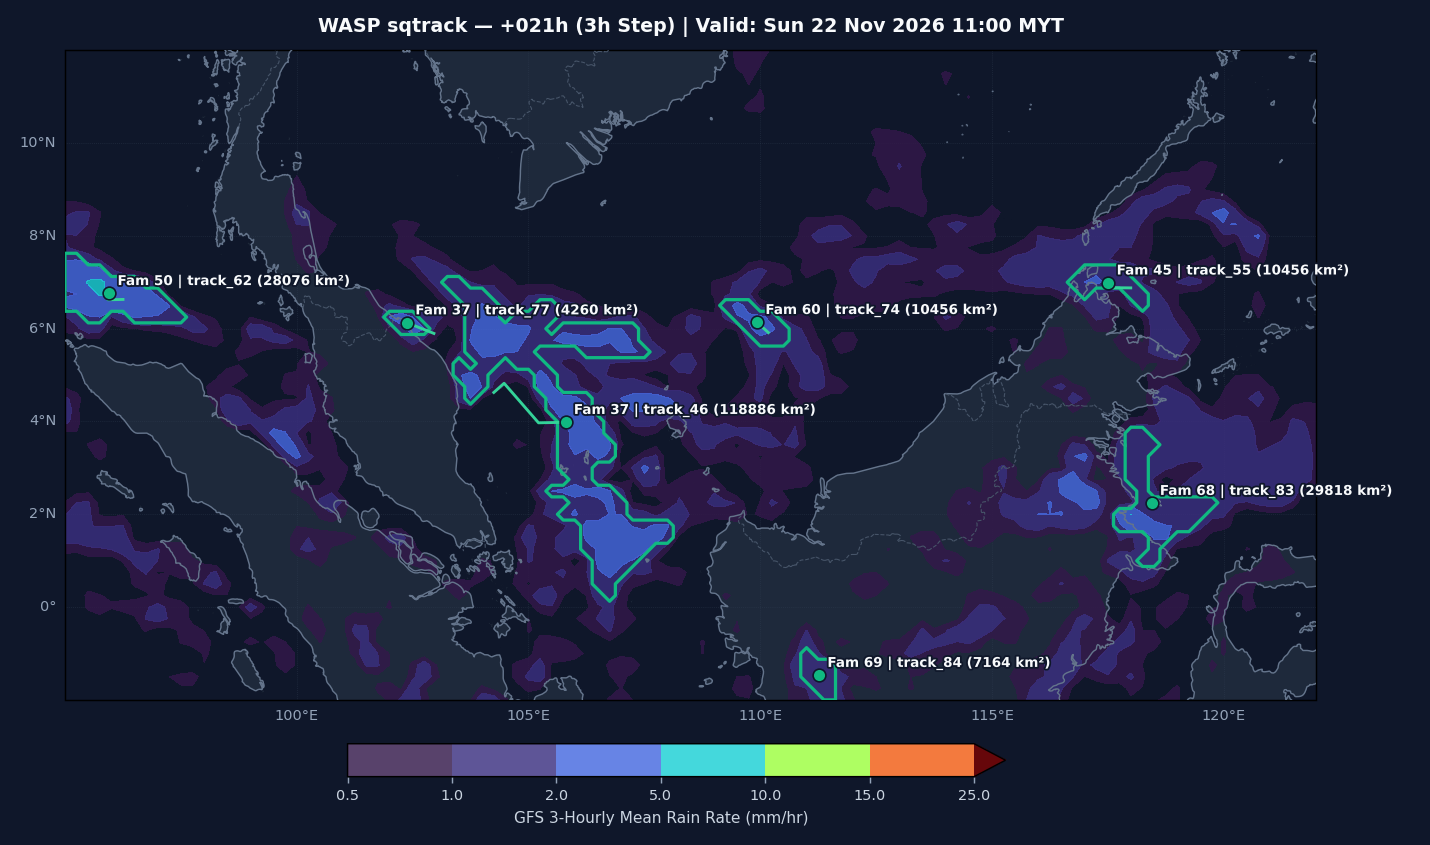 WASP sqtrack — +021h (3h Step) | Valid: Sun 22 Nov 2026 11:00 MYT
10°N
8°N
6°N
4°N
2°N
0°
Fam 45 | track_55 (10456 km²)
Fam 50 | track_62 (28076 km²)
Fam 37 | track_77 (4260 km²)
Fam 60 | track_74 (10456 km²)
Fam 37 | track_46 (118886 km²)
Fam 68 | track_83 (29818 km²)
Fam 69 | track_84 (7164 km²)
100°E 105°E 110°E 115°E 120°E
0.5 1.0 2.0 5.0 10.0 15.0 25.0
GFS 3-Hourly Mean Rain Rate (mm/hr)